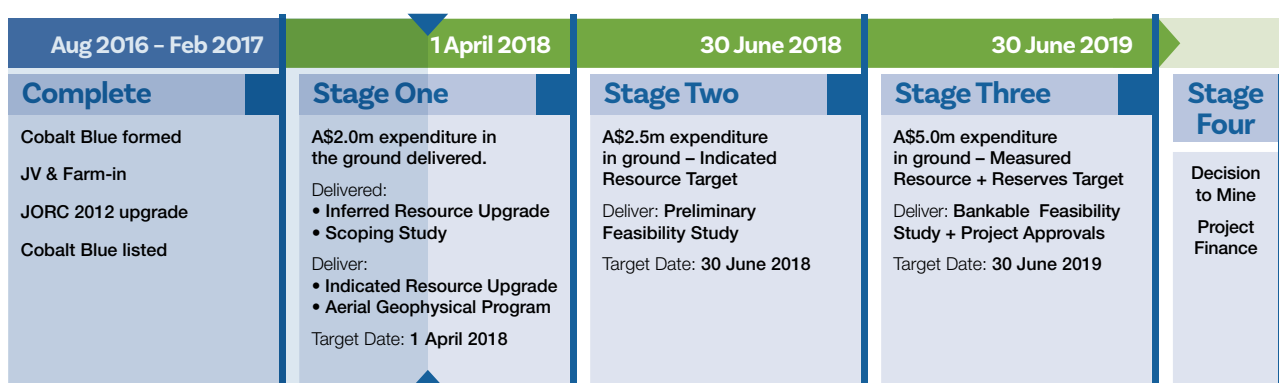 Aug 2016 – Feb 2017
1 April 2018
30 June 2018
30 June 2019
Complete
Cobalt Blue formed
JV & Farm-in
JORC 2012 upgrade
Cobalt Blue listed
Stage One
A$2.0m expenditure in
the ground delivered.
Delivered:
• Inferred Resource Upgrade
• Scoping Study
Deliver:
• Indicated Resource Upgrade
• Aerial Geophysical Program
Target Date: 1 April 2018
Stage Two
A$2.5m expenditure
in ground – Indicated
Resource Target
Deliver: Preliminary
Feasibility Study
Target Date: 30 June 2018
Stage Three
A$5.0m expenditure
in ground – Measured
Resource + Reserves Target
Deliver: Bankable Feasibility
Study + Project Approvals
Target Date: 30 June 2019
Stage
Four
Decision
to Mine
Project
Finance